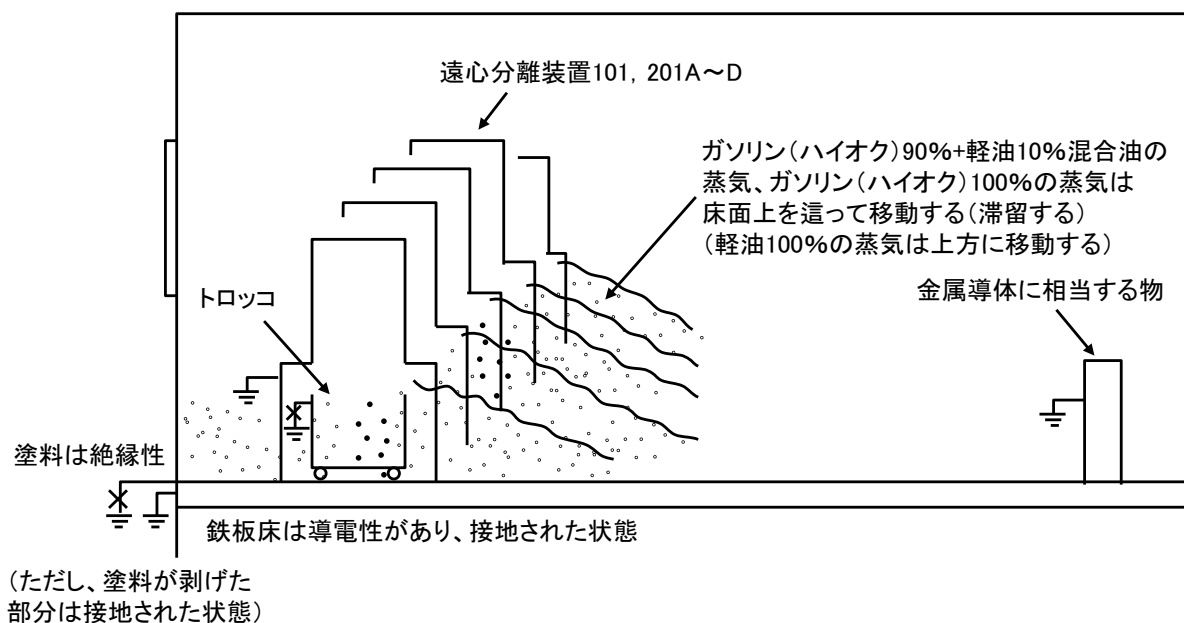 遠心分離装置101, 201A～D
ガソリン(ハイオク)90%+軽油10%混合油の
蒸気、ガソリン(ハイオク)100%の蒸気は
床面上を這って移動する(滞留する)
(軽油100%の蒸気は上方に移動する)
トロッコ
金属導体に相当する物
塗料は絶縁性
鉄板床は導電性があり、接地された状態
(ただし、塗料が剥げた
部分は接地された状態)